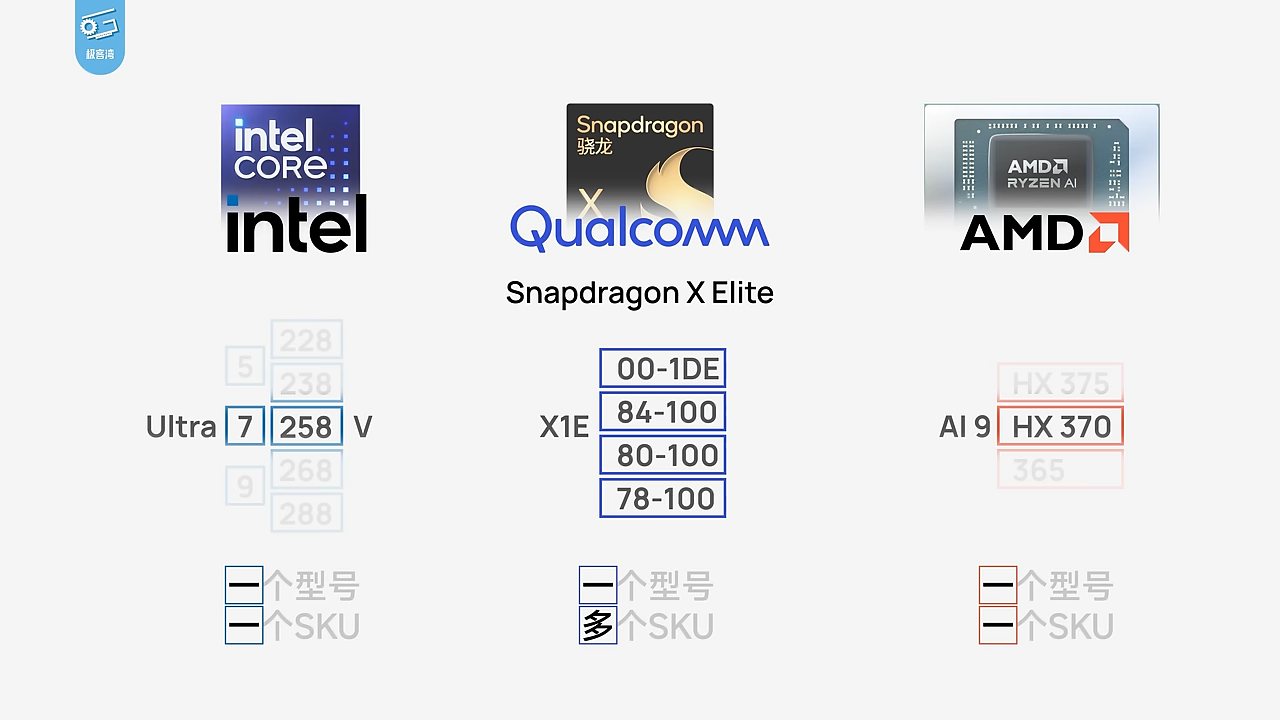 极客湾
intel
CORE
intel
Snapdragon
骁龙
X
Qualcomm
Snapdragon X Elite
AMD
RYZEN AI
AMD
5
9
228
238
Ultra 7 258 V
268
288
00-1DE
84-100
X1E
80-100
78-100
HX 375
AI 9 HX 370
365
一个型号
一个SKU
一个型号
多个SKU
一个型号
一个SKU